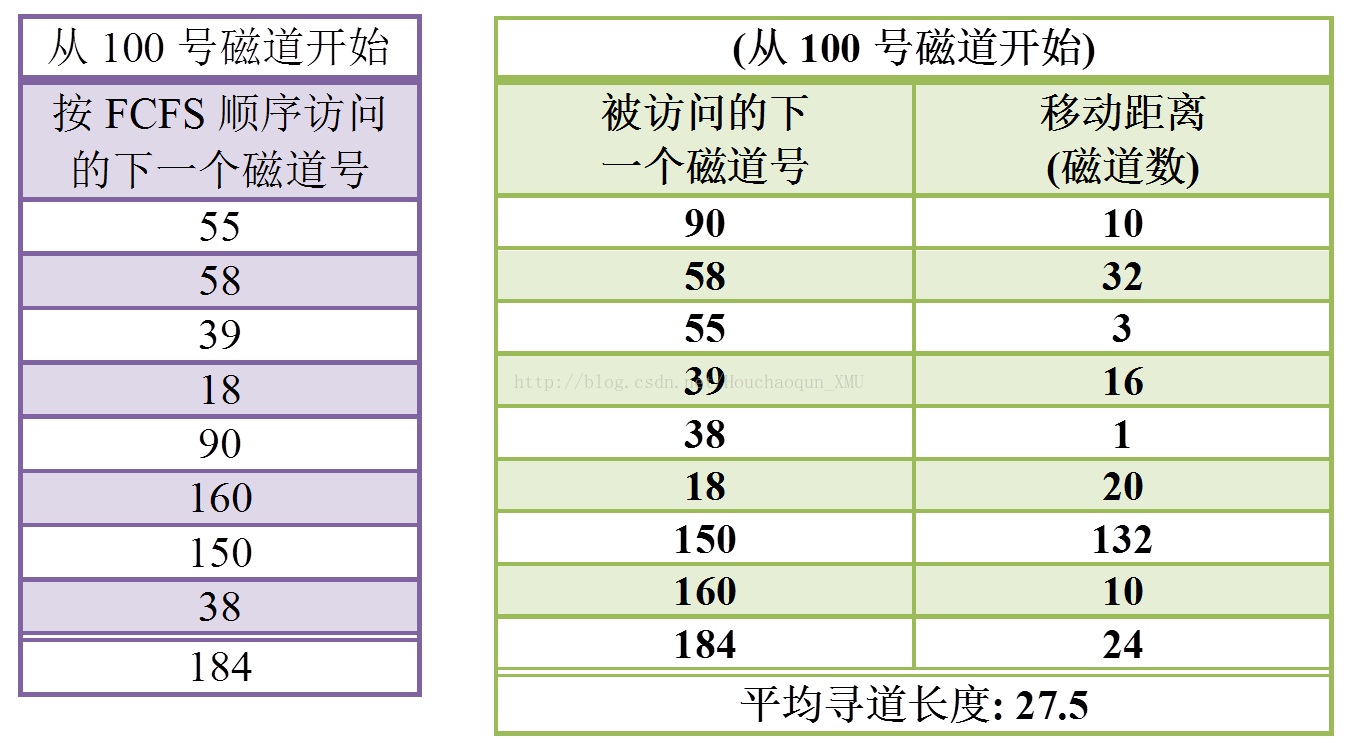 从 100 号磁道开始
按 FCFS 顺序访问
的下一个磁道号
55
58
39
18
90
160
150
38
184
(从 100 号磁道开始)
被访问的下
一个磁道号
移动距离
(磁道数)
90 10
58 32
55 3
39 16
38 1
18 20
150 132
160 10
184 24
平均寻道长度: 27.5
http://blog.csdn.net/Houchaoqun_XMU